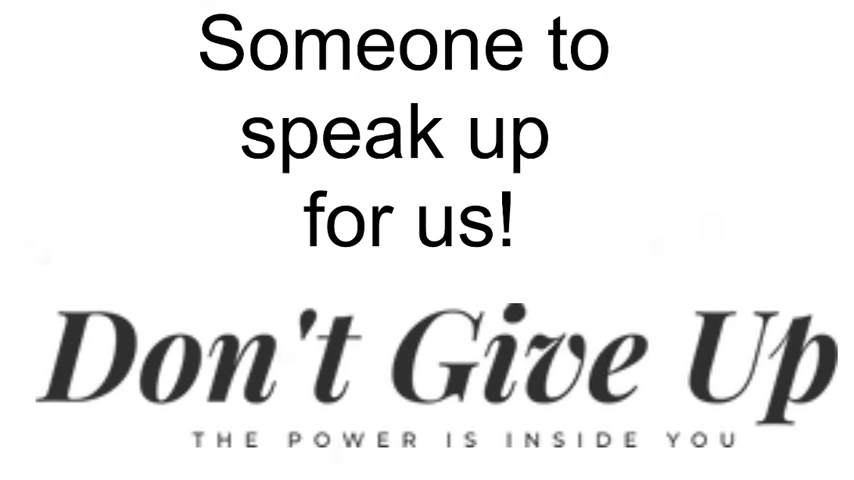 Someone to
speak up
for us!
Don't Give Up
THE POWER IS INSIDE YOU